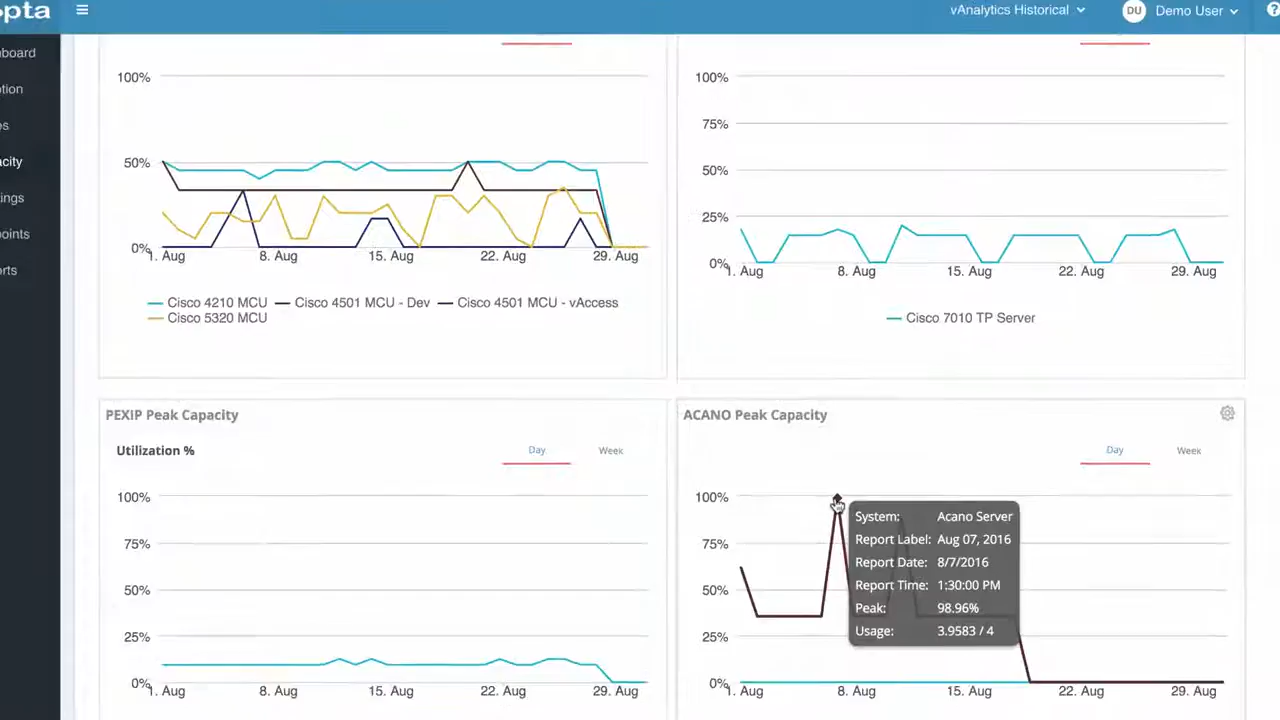 opta vAnalytics Historical DU Demo User ?
hboard
ption
es
acity
tings
points
orts
100%
50%
0%
1. Aug 8. Aug 15. Aug 22. Aug 29. Aug
Cisco 4210 MCU Cisco 4501 MCU - Dev Cisco 4501 MCU - vAccess
Cisco 5320 MCU
100%
75%
50%
25%
0%
1. Aug 8. Aug 15. Aug 22. Aug 29. Aug
Cisco 7010 TP Server
PEXIP Peak Capacity
Utilization % Day Week
100%
75%
50%
25%
0%
1. Aug 8. Aug 15. Aug 22. Aug 29. Aug
ACANO Peak Capacity
Day Week
100%
75%
50%
25%
0%
1. Aug 8. Aug 15. Aug 22. Aug 29. Aug
System: Acano Server
Report Label: Aug 07, 2016
Report Date: 8/7/2016
Report Time: 1:30:00 PM
Peak: 98.96%
Usage: 3.9583 / 4